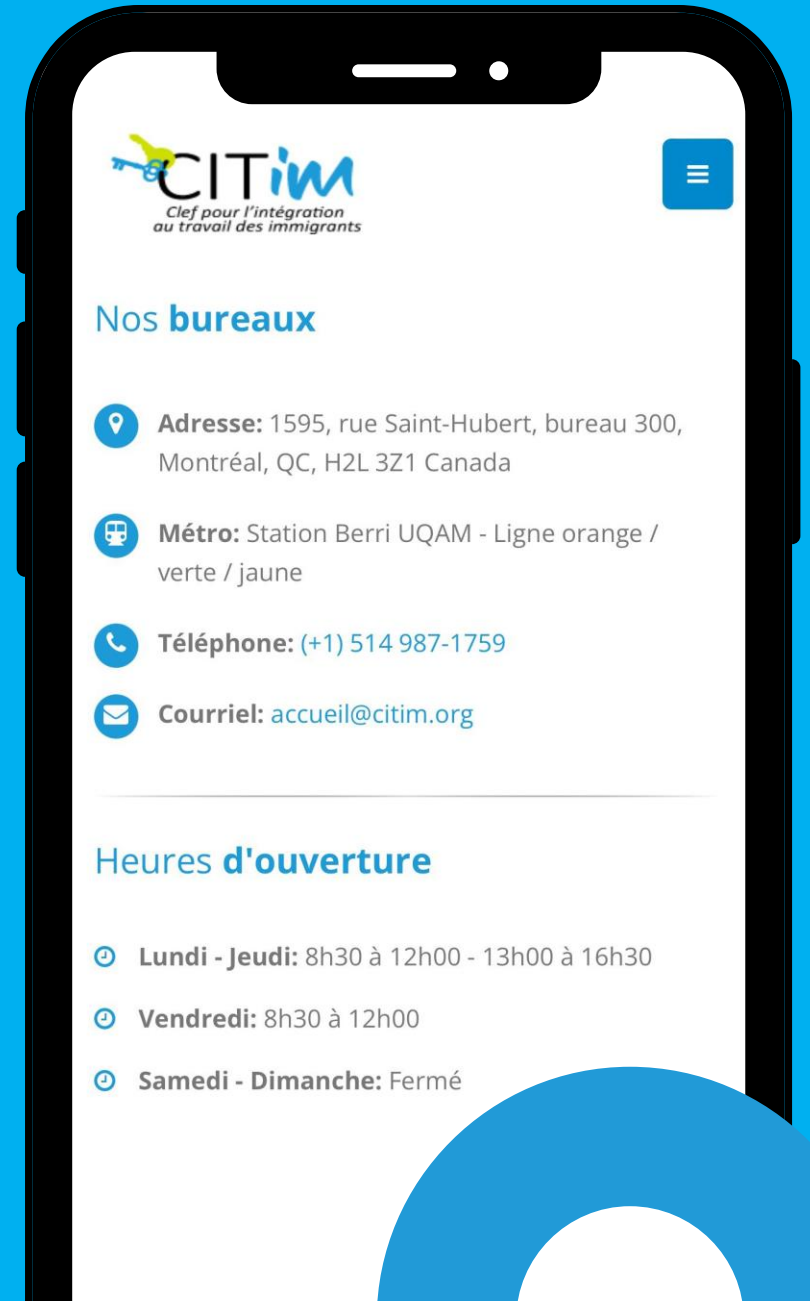 CITim
Clef pour l'intégration
au travail des immigrants
Nos bureaux
Adresse: 1595, rue Saint-Hubert, bureau 300,
Montréal, QC, H2L 3Z1 Canada
Métro: Station Berri UQAM - Ligne orange /
verte / jaune
Téléphone: (+1) 514 987-1759
Courriel: accueil@citim.org
Heures d'ouverture
Lundi - Jeudi: 8h30 à 12h00 - 13h00 à 16h30
Vendredi: 8h30 à 12h00
Samedi - Dimanche: Fermé